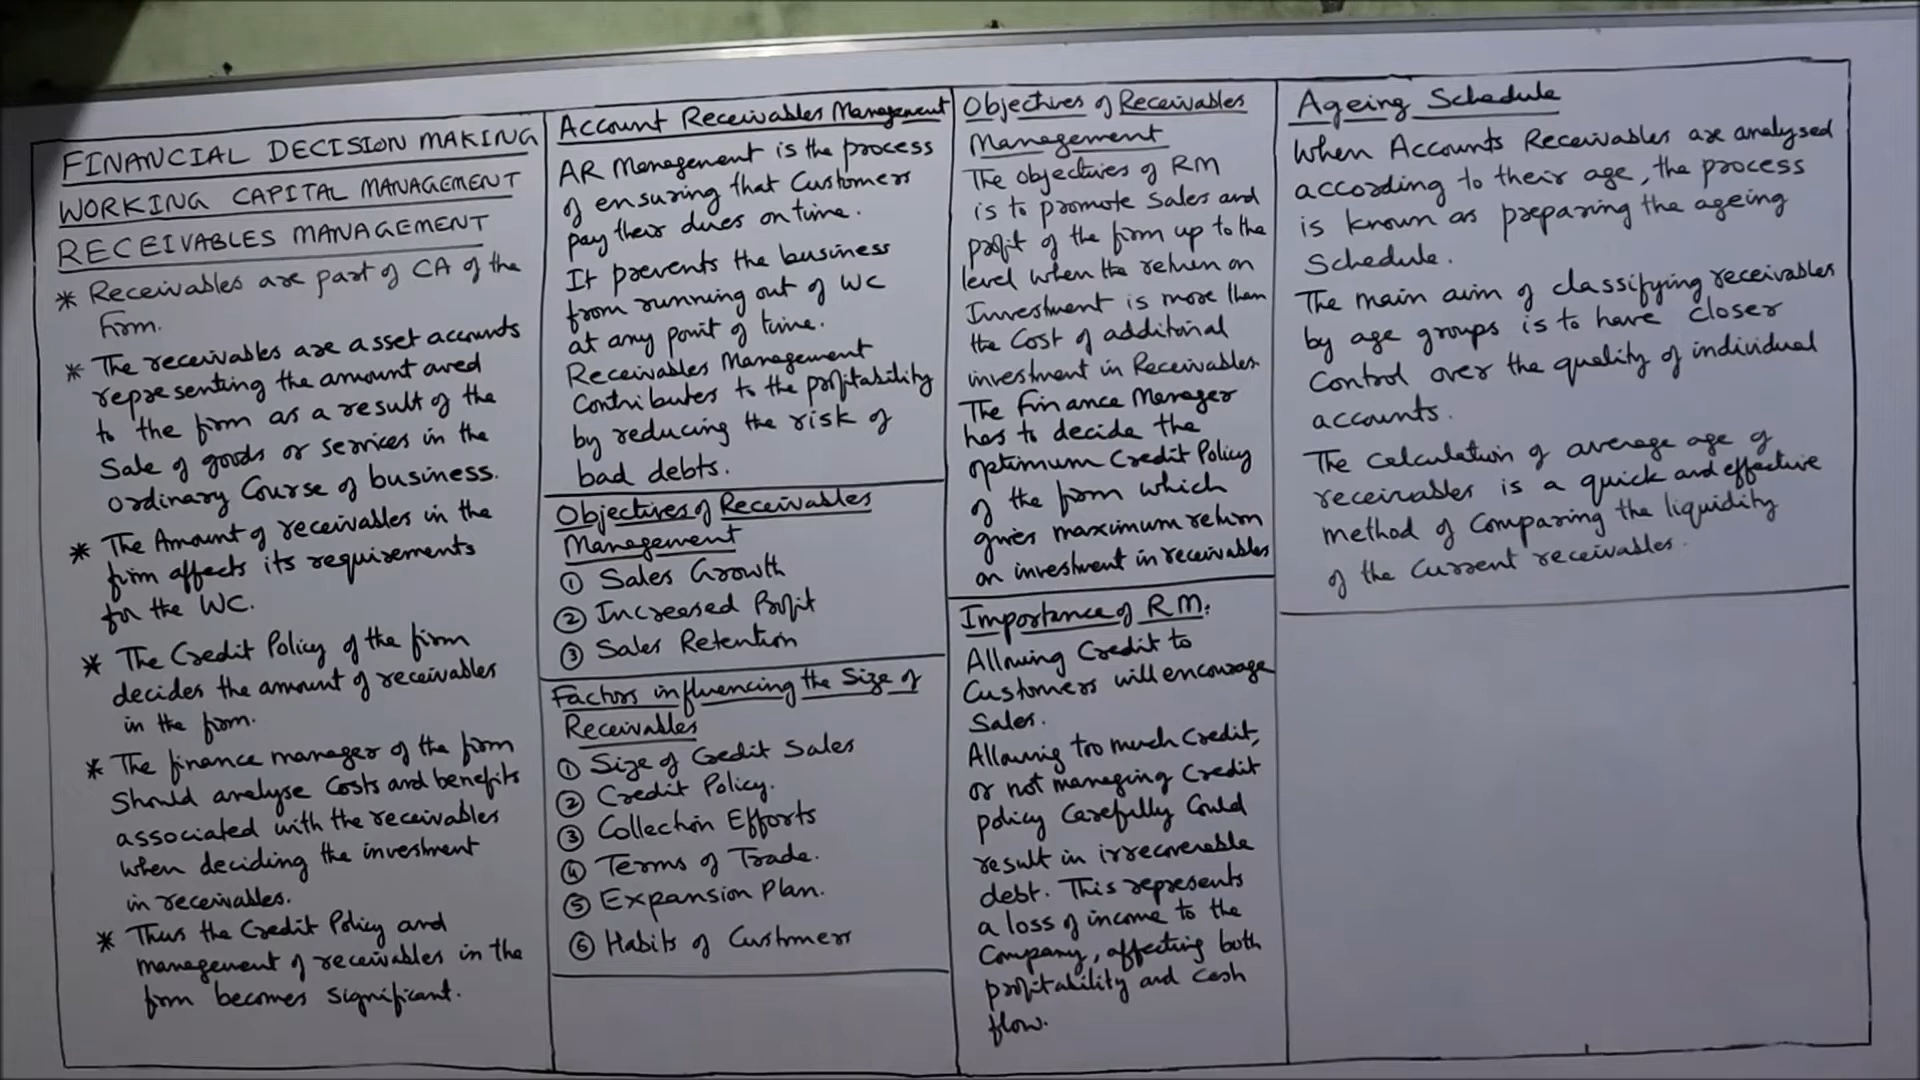 FINANCIAL DECISION MAKING
WORKING CAPITAL MANAGEMENT
RECEIVABLES MANAGEMENT
* Receivables are part of CA of the
firm.
* The receivables are asset accounts
representing the amount owed
to the firm as a result of the
Sale of goods or services in the
ordinary Course of business.
* The Amount of receivables in the
firm affects its requirements
for the WC.
* The Credit Policy of the firm
decides the amount of receivables
in the firm.
* The finance manager of the firm
Should analyse Costs and benefits
associated with the receivables
when deciding the investment
in receivables.
* Thus the Credit Policy and
management of receivables in the
firm becomes significant.
Account Receivables Management
AR Management is the process
of ensuring that Customers
pay their dues on time.
It prevents the business
from running out of WC
at any point of time.
Receivables Management
Contributes to the profitability
by reducing the risk of
bad debts.
Objectives of Receivables
Management
① Sales Growth
② Increased Profit
③ Sales Retention
Factors influencing the Size of
Receivables
① Size of Credit Sales
② Credit Policy.
③ Collection Efforts
④ Terms of Trade.
⑤ Expansion Plan.
⑥ Habits of Customers
Objectives of Receivables
Management
The objectives of RM
is to promote Sales and
profit of the firm up to the
level when the return on
Investment is more than
the Cost of additional
investment in Receivables.
The Finance Manager
has to decide the
optimum Credit Policy
of the firm which
gives maximum return
on investment in receivables
Importance of RM.
Allowing Credit to
Customers will encourage
Sales.
Allowing too much Credit,
or not managing Credit
policy Carefully Could
result in irrecoverable
debt. This represents
a loss of income to the
Company, affecting both
profitability and cash
flow.
Ageing Schedule
When Accounts Receivables are analysed
according to their age, the process
is known as preparing the ageing
Schedule.
The main aim of classifying receivables
by age groups is to have closer
Control over the quality of individual
accounts.
The Calculation of average age of
receivables is a quick and effective
method of Comparing the liquidity
of the Current receivables.